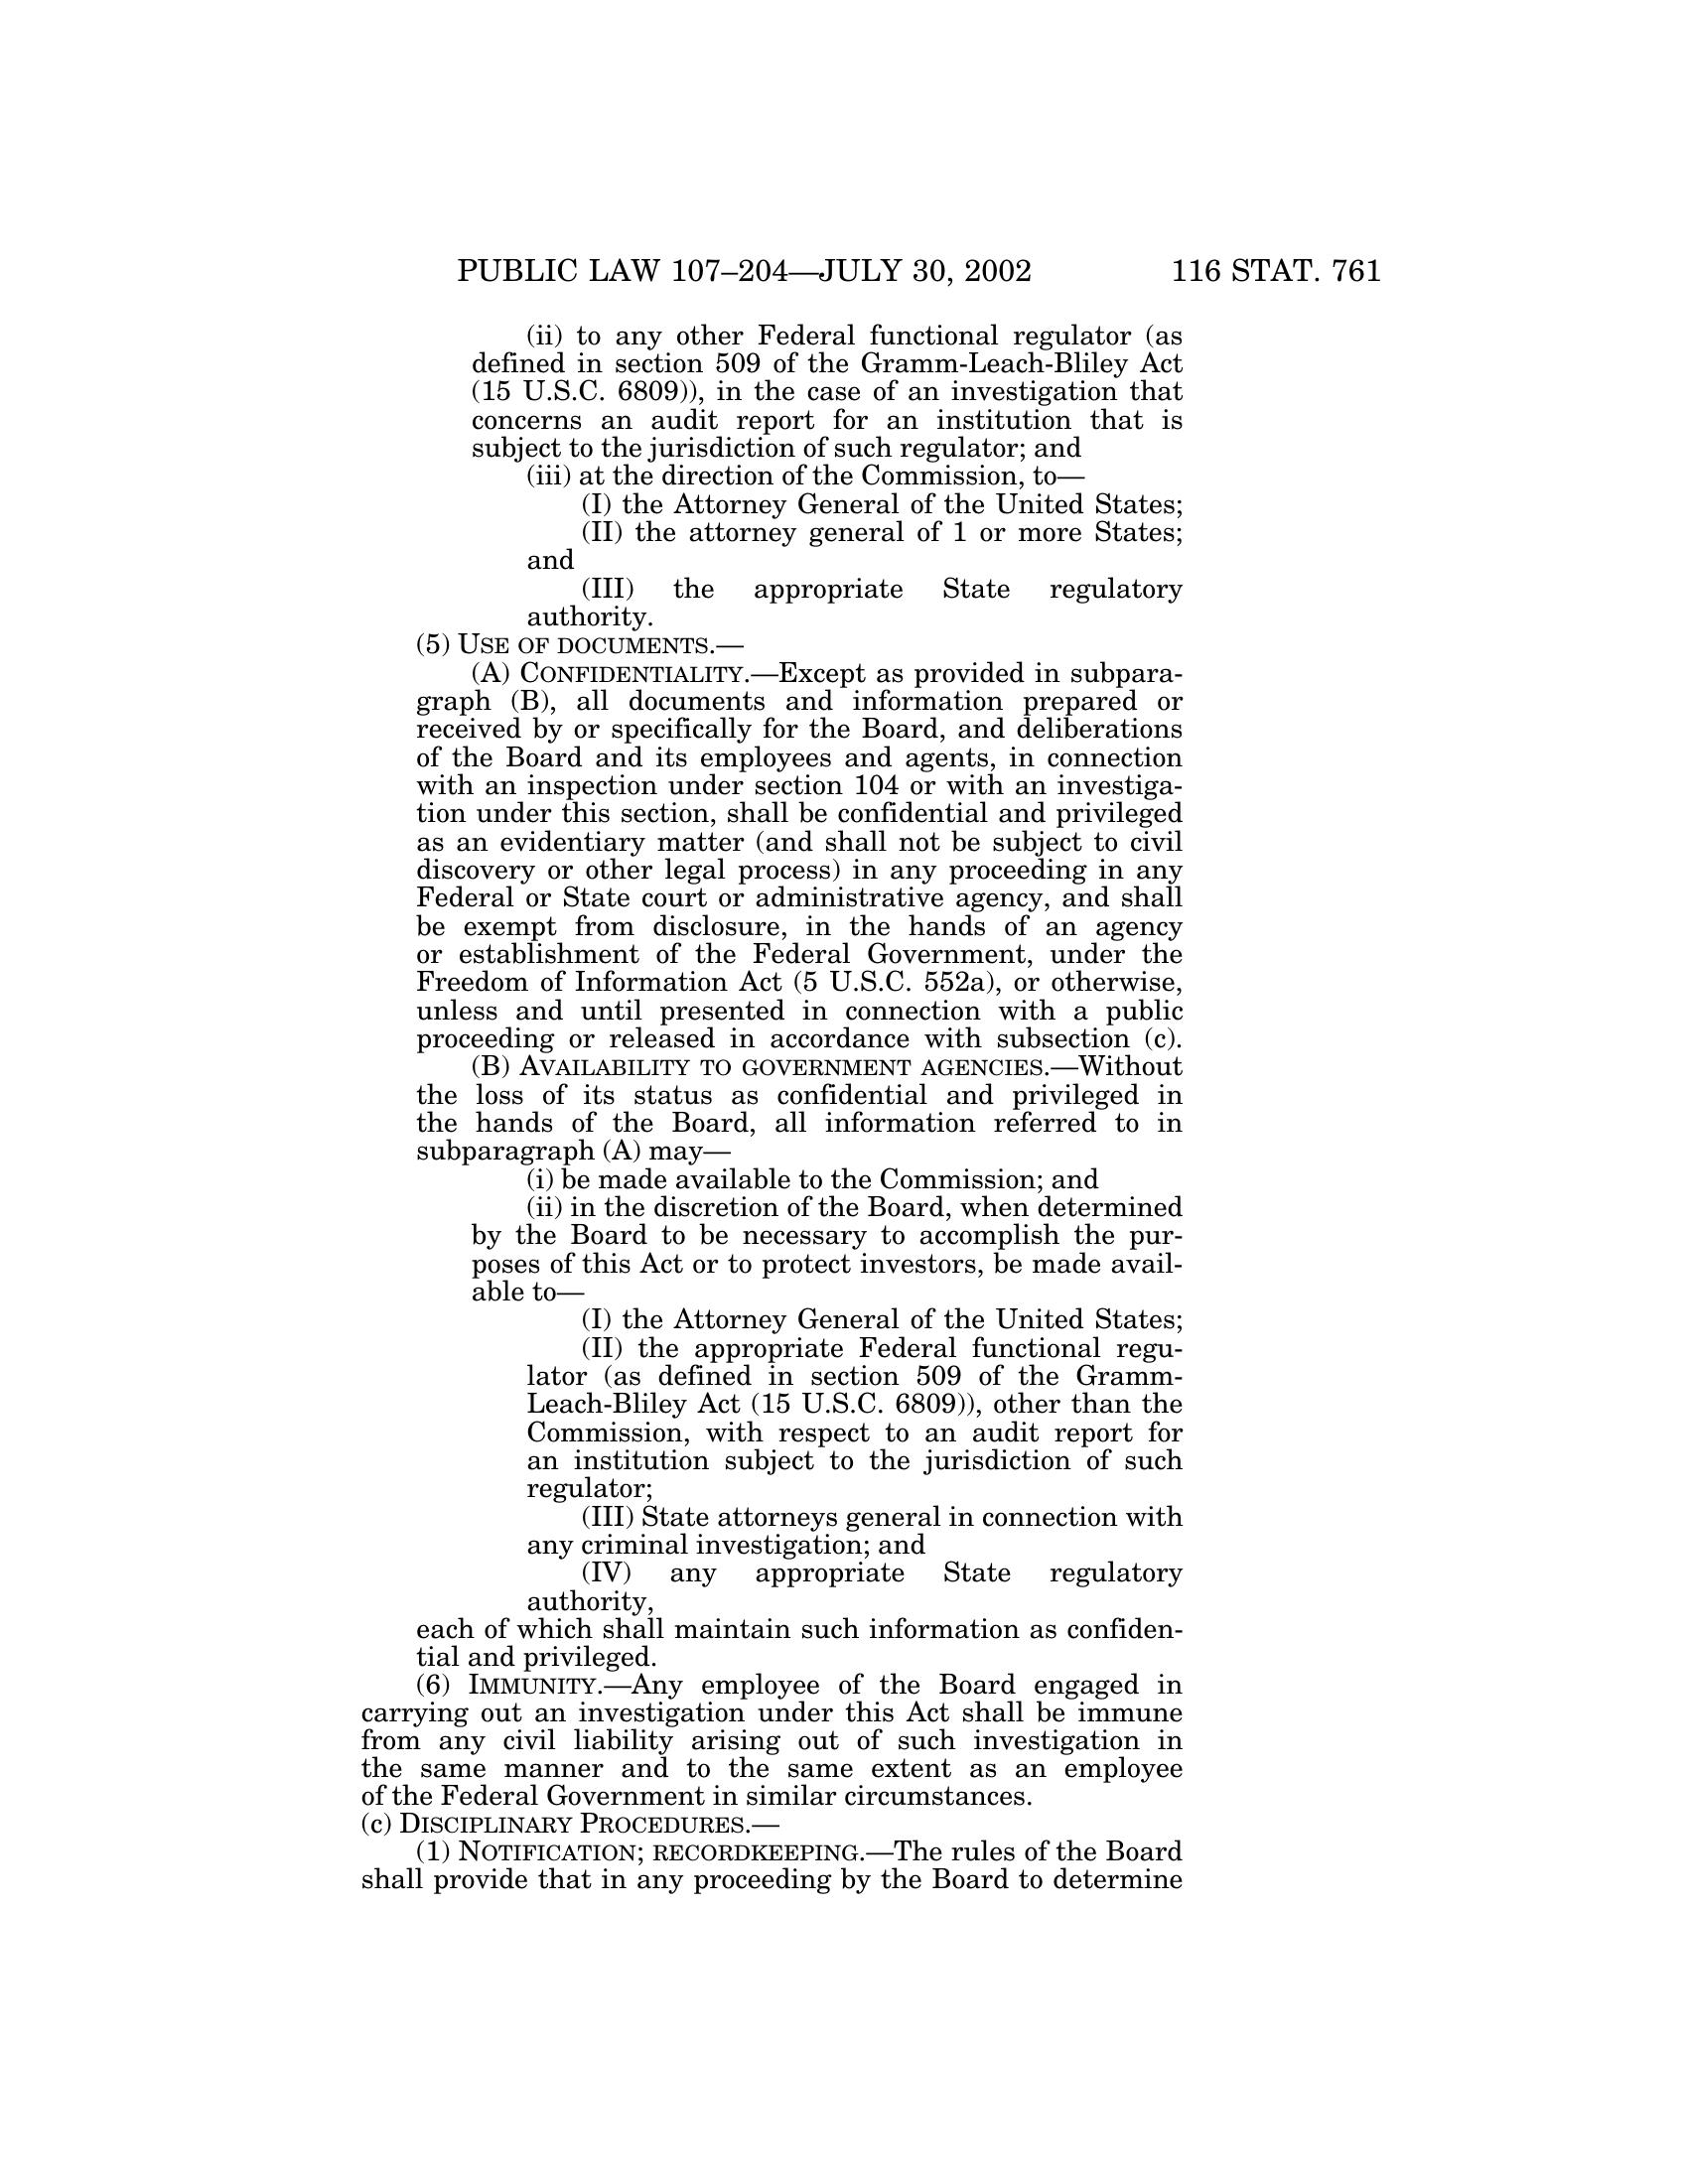 PUBLIC LAW 107–204—JULY 30, 2002 116 STAT. 761
(ii) to any other Federal functional regulator (as
defined in section 509 of the Gramm-Leach-Bliley Act
(15 U.S.C. 6809)), in the case of an investigation that
concerns an audit report for an institution that is
subject to the jurisdiction of such regulator; and
(iii) at the direction of the Commission, to—
(I) the Attorney General of the United States;
(II) the attorney general of 1 or more States;
and
(III) the appropriate State regulatory
authority.
(5) USE OF DOCUMENTS.—
(A) CONFIDENTIALITY.—Except as provided in subpara-
graph (B), all documents and information prepared or
received by or specifically for the Board, and deliberations
of the Board and its employees and agents, in connection
with an inspection under section 104 or with an investiga-
tion under this section, shall be confidential and privileged
as an evidentiary matter (and shall not be subject to civil
discovery or other legal process) in any proceeding in any
Federal or State court or administrative agency, and shall
be exempt from disclosure, in the hands of an agency
or establishment of the Federal Government, under the
Freedom of Information Act (5 U.S.C. 552a), or otherwise,
unless and until presented in connection with a public
proceeding or released in accordance with subsection (c).
(B) AVAILABILITY TO GOVERNMENT AGENCIES.—Without
the loss of its status as confidential and privileged in
the hands of the Board, all information referred to in
subparagraph (A) may—
(i) be made available to the Commission; and
(ii) in the discretion of the Board, when determined
by the Board to be necessary to accomplish the pur-
poses of this Act or to protect investors, be made avail-
able to—
(I) the Attorney General of the United States;
(II) the appropriate Federal functional regu-
lator (as defined in section 509 of the Gramm-
Leach-Bliley Act (15 U.S.C. 6809)), other than the
Commission, with respect to an audit report for
an institution subject to the jurisdiction of such
regulator;
(III) State attorneys general in connection with
any criminal investigation; and
(IV) any appropriate State regulatory
authority,
each of which shall maintain such information as confiden-
tial and privileged.
(6) IMMUNITY.—Any employee of the Board engaged in
carrying out an investigation under this Act shall be immune
from any civil liability arising out of such investigation in
the same manner and to the same extent as an employee
of the Federal Government in similar circumstances.
(c) DISCIPLINARY PROCEDURES.—
(1) NOTIFICATION; RECORDKEEPING.—The rules of the Board
shall provide that in any proceeding by the Board to determine